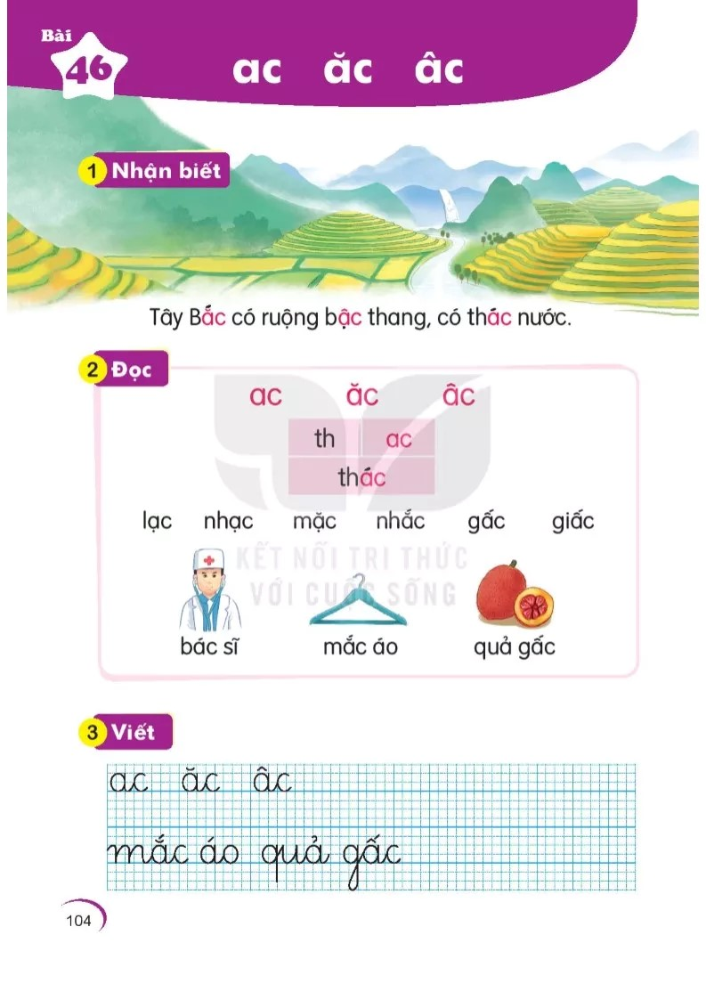 Bài
46
ac ăc âc
1 Nhận biết
Tây Bắc có ruộng bậc thang, có thác nước.
2 Đọc
ac ăc âc
th ac
thác
lạc nhạc mặc nhắc gấc giấc
KẾT NỐI TRI THỨC
VỚI CUỘC SỐNG
bác sĩ mắc áo quả gấc
3 Viết
ac ăc âc
mắc áo quả gấc
104